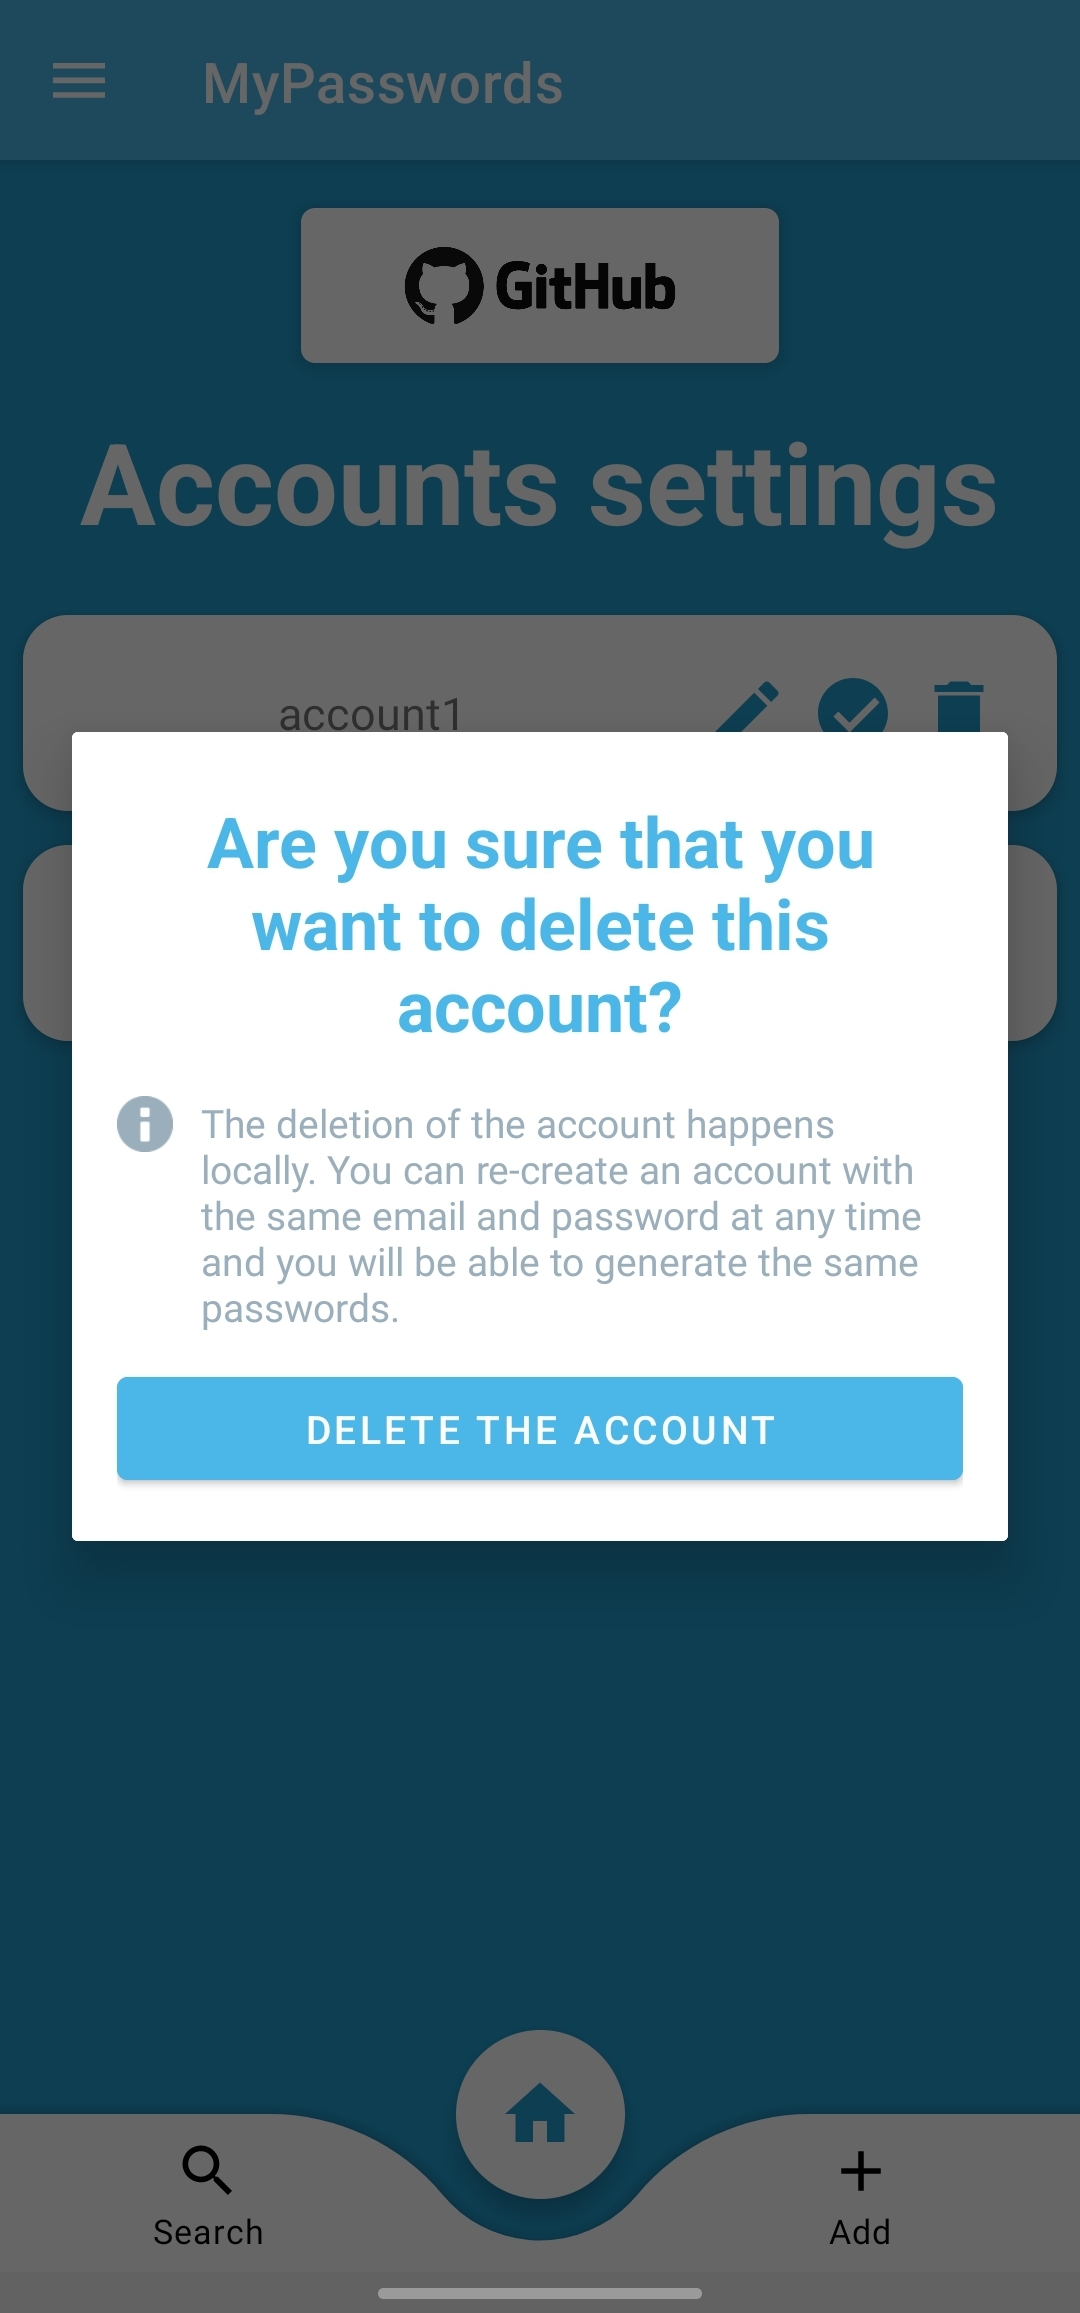 MyPasswords
GitHub
Accounts settings
account1
Are you sure that you
want to delete this
account?
The deletion of the account happens
locally. You can re-create an account with
the same email and password at any time
and you will be able to generate the same
passwords.
DELETE THE ACCOUNT
Search
Add